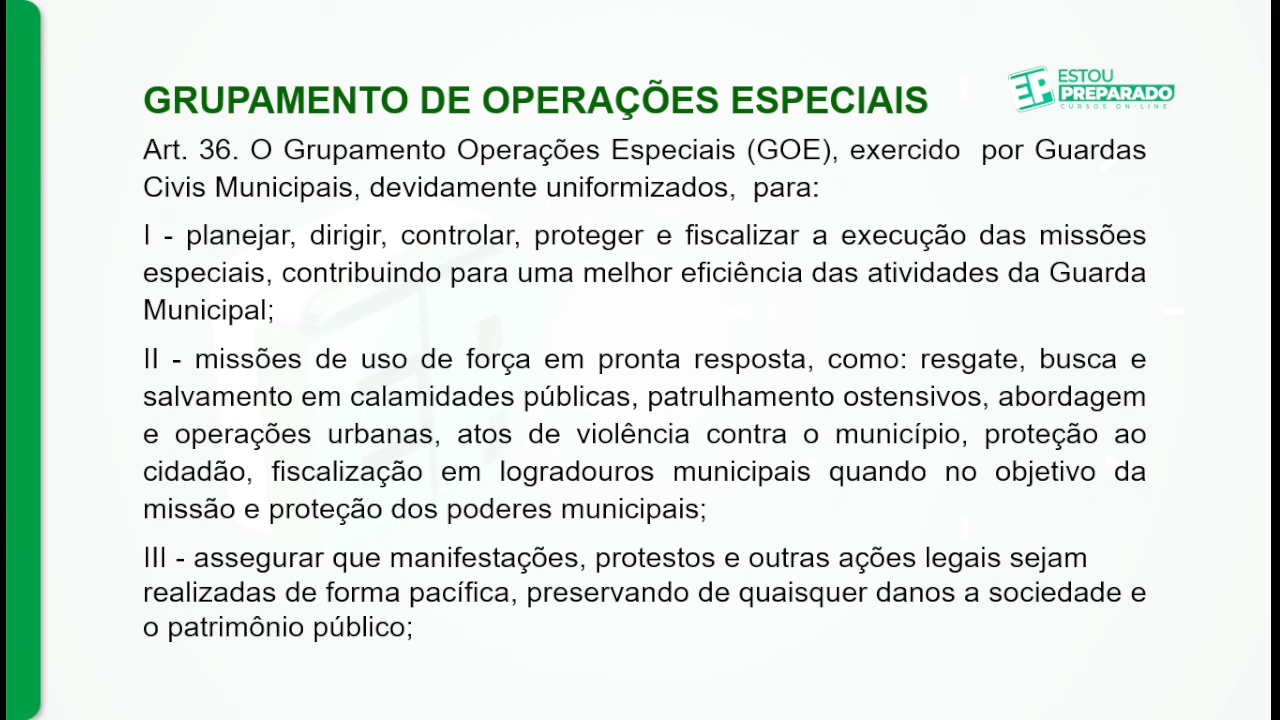 GRUPAMENTO DE OPERAÇÕES ESPECIAIS
ESTOU
PREPARADO
CURSOS ON-LINE
Art. 36. O Grupamento Operações Especiais (GOE), exercido por Guardas
Civis Municipais, devidamente uniformizados, para:
I - planejar, dirigir, controlar, proteger e fiscalizar a execução das missões
especiais, contribuindo para uma melhor eficiência das atividades da Guarda
Municipal;
II - missões de uso de força em pronta resposta, como: resgate, busca e
salvamento em calamidades públicas, patrulhamento ostensivos, abordagem
e operações urbanas, atos de violência contra o município, proteção ao
cidadão, fiscalização em logradouros municipais quando no objetivo da
missão e proteção dos poderes municipais;
III - assegurar que manifestações, protestos e outras ações legais sejam
realizadas de forma pacífica, preservando de quaisquer danos a sociedade e
o patrimônio público;